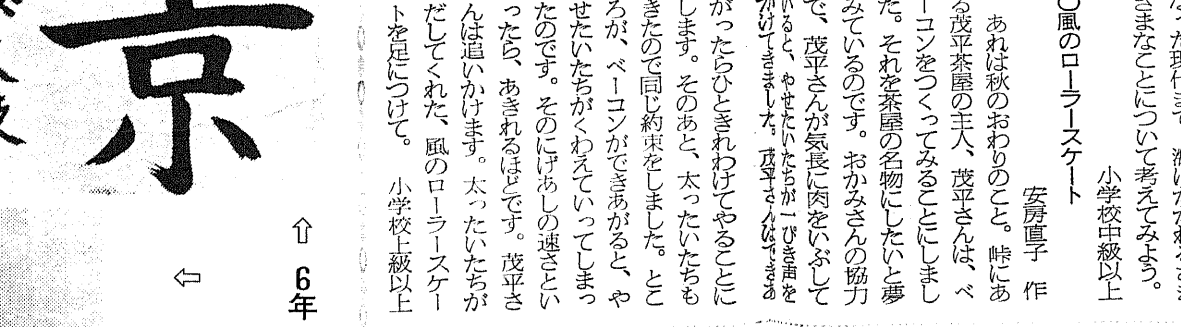 さまなことについて考えてみよう。
小学校中級以上
〇風のローラースケート
安房直子　作
あれは秋のおわりのこと。峠にあ
る茂平茶屋の主人、茂平さんは、ベ
ーコンをつくってみることにしまし
た。それを茶屋の名物にしたいと夢
みているのです。おかみさんの協力
で、茂平さんが気長に肉をいぶして
いると、やせたいたちが一ぴき声を
かけてきました。茂平さんはできあ
がったらひときれわけてやることに
します。そのあと、太ったいたちも
きたので同じ約束をしました。とこ
ろが、ベーコンができあがると、や
せたいたちがくわえていってしまっ
たのです。そのにげあしの速さとい
ったら、あきれるほどです。茂平さ
んは追いかけます。太ったいたちが
だしてくれた、風のローラースケー
トを足につけて。　小学校上級以上
⇧ 6年
⇦
京